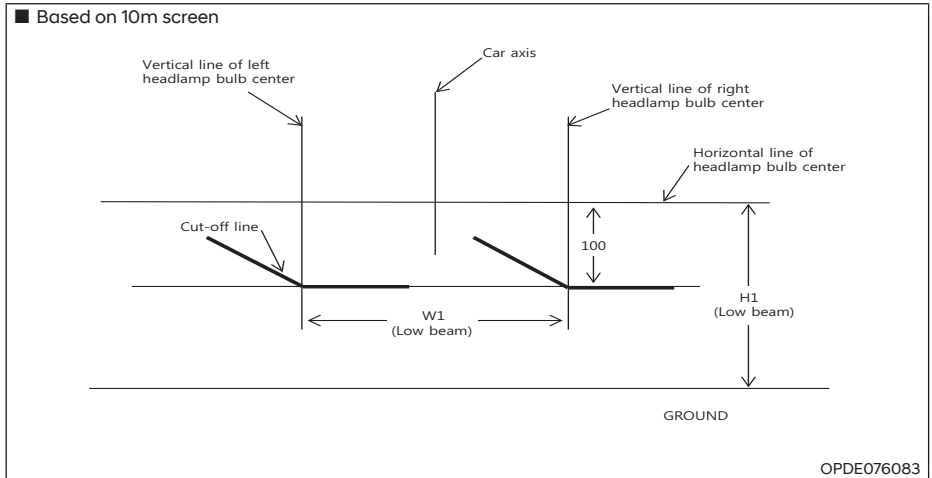 ■ Based on 10m screen
Car axis
Vertical line of left
headlamp bulb center
Vertical line of right
headlamp bulb center
Horizontal line of
headlamp bulb center
Cut-off line
100
H1
(Low beam)
W1
(Low beam)
GROUND
OPDE076083